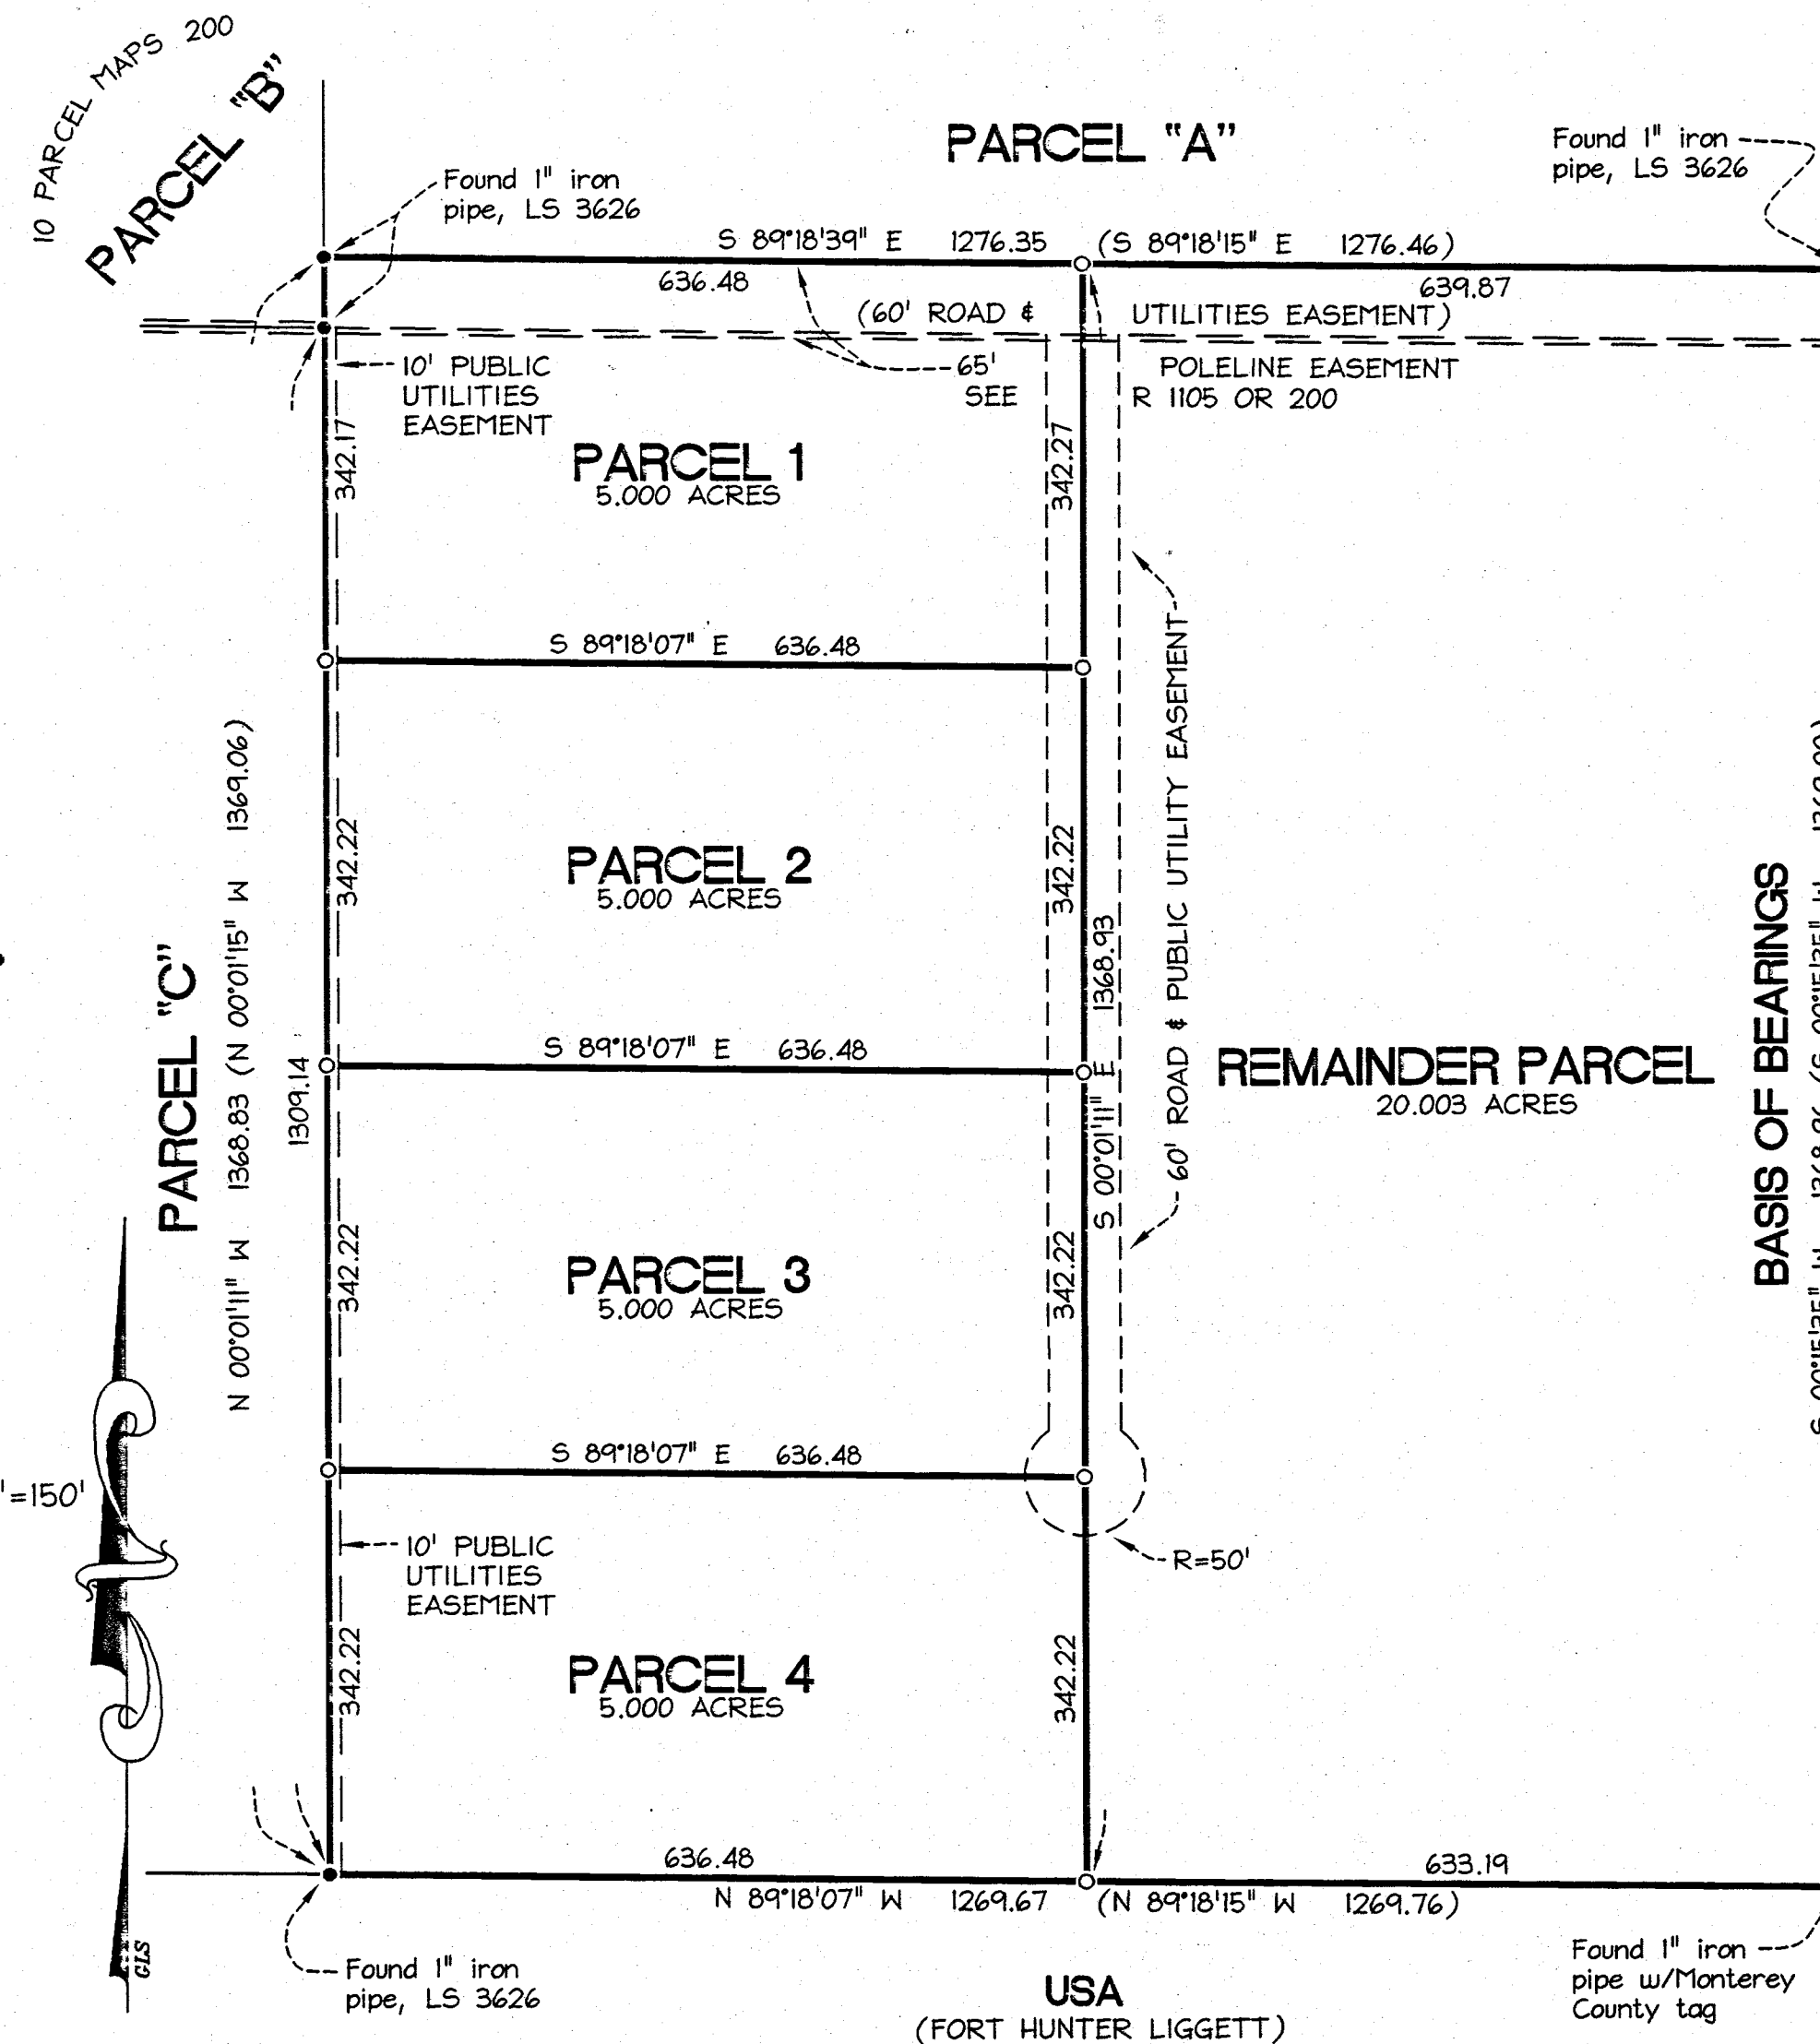 10 PARCEL MAPS 200
PARCEL "B"
PARCEL "A"
Found 1" iron
pipe, LS 3626
Found 1" iron
pipe, LS 3626
S 89°18'39" E 1276.35 (S 89°18'15" E 1276.46)
636.48
639.87
(60' ROAD & UTILITIES EASEMENT)
10' PUBLIC
UTILITIES
EASEMENT
65' POLELINE EASEMENT
SEE R 1105 OR 200
342.17
PARCEL 1
5.000 ACRES
342.27
S 89°18'07" E 636.48
60' ROAD & PUBLIC UTILITY EASEMENT
342.22
PARCEL 2
5.000 ACRES
342.22
S 00°01'11" E 1368.93
PARCEL "C"
N 00°01'11" W 1368.83 (N 00°01'15" W 1369.06)
1309.14
S 89°18'07" E 636.48
REMAINDER PARCEL
20.003 ACRES
BASIS OF BEARINGS
342.22
PARCEL 3
5.000 ACRES
342.22
S 89°18'07" E 636.48
'=150'
10' PUBLIC
UTILITIES
EASEMENT
R=50'
342.22
PARCEL 4
5.000 ACRES
342.22
636.48
633.19
N 89°18'07" W 1269.67 (N 89°18'15" W 1269.76)
GLS
Found 1" iron
pipe, LS 3626
USA
(FORT HUNTER LIGGETT)
Found 1" iron
pipe w/Monterey
County tag